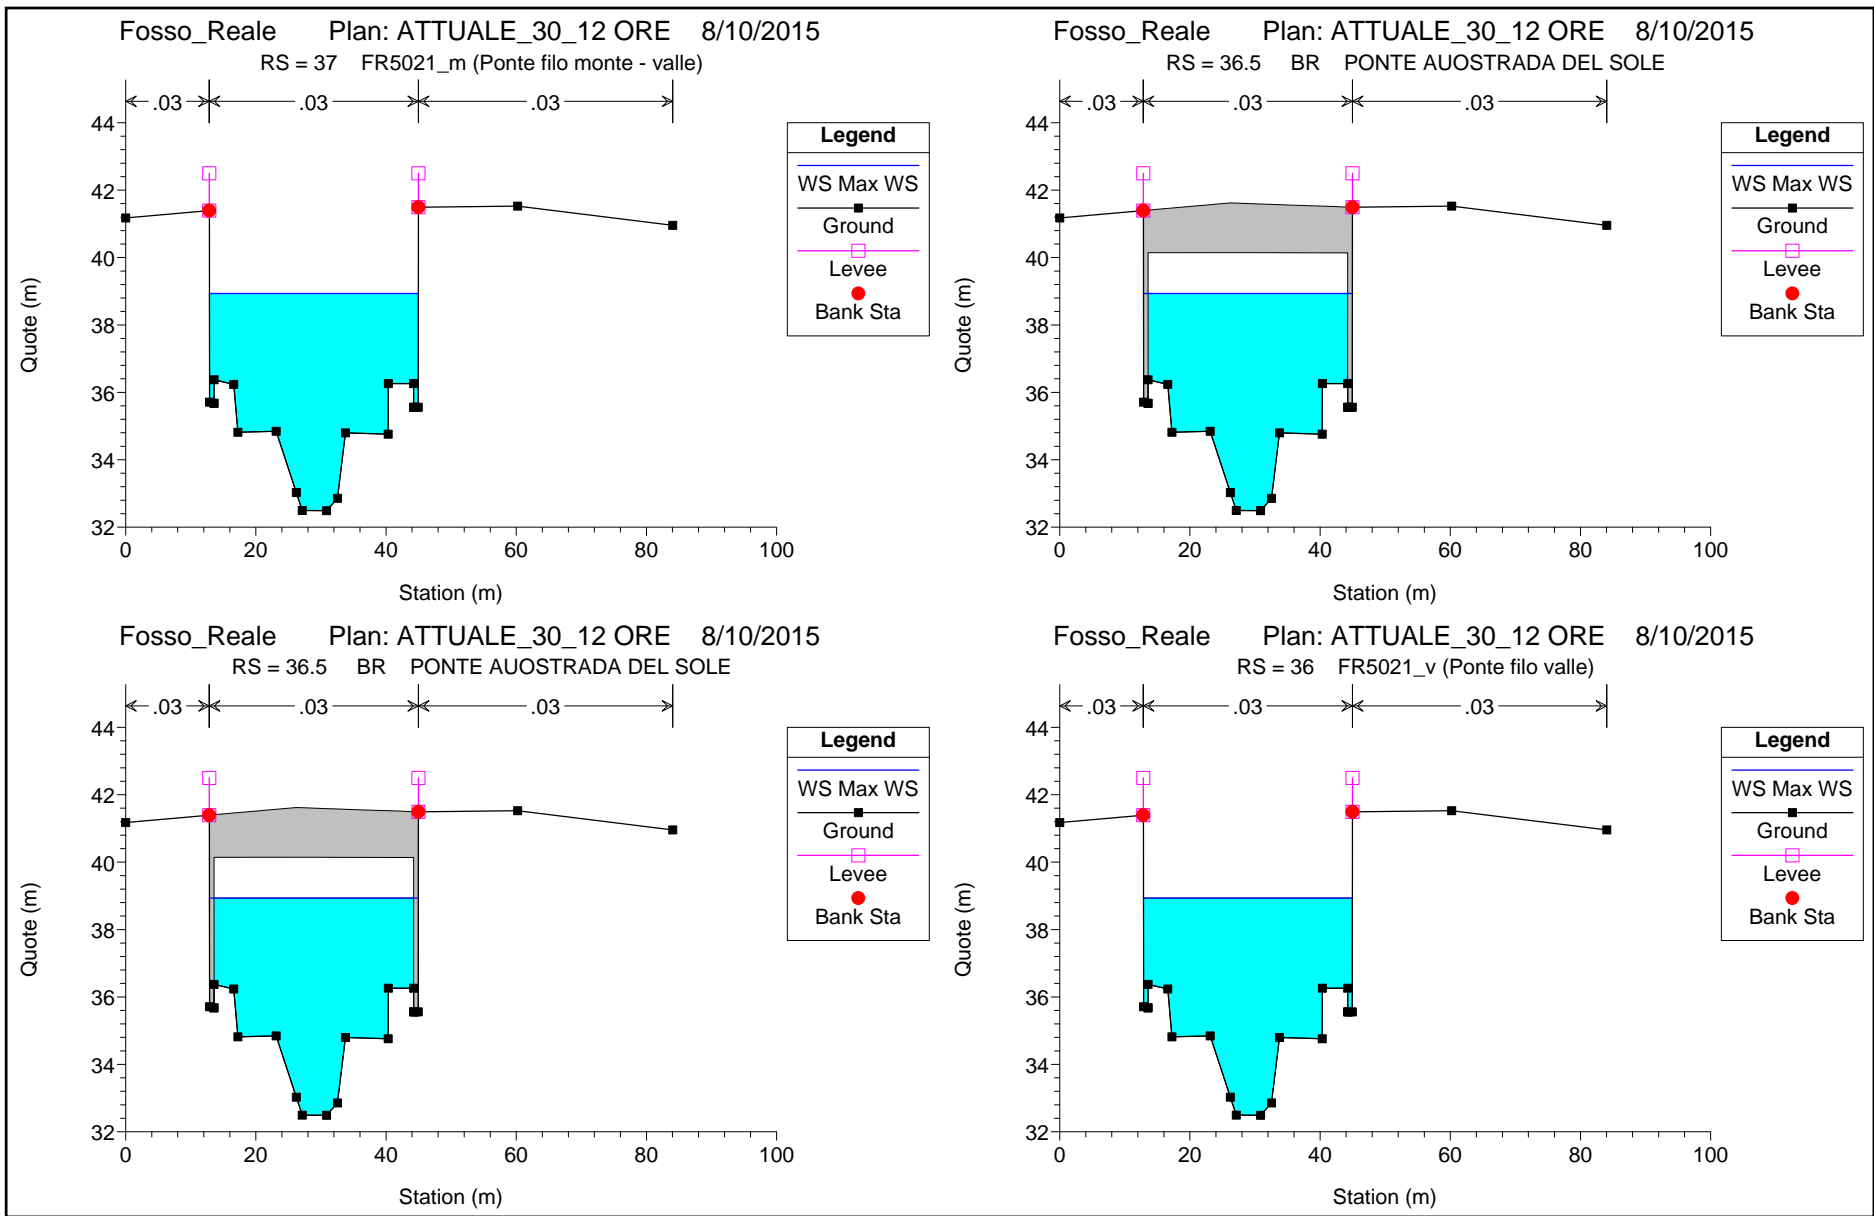 Fosso_Reale Plan: ATTUALE_30_12 ORE 8/10/2015
RS = 37 FR5021_m (Ponte filo monte - valle)
.03 .03 .03
Legend
WS Max WS
Ground
Levee
Bank Sta
Quote (m)
44
42
40
38
36
34
32
0 20 40 60 80 100
Station (m)
Fosso_Reale Plan: ATTUALE_30_12 ORE 8/10/2015
RS = 36.5 BR PONTE AUOSTRADA DEL SOLE
.03 .03 .03
Legend
WS Max WS
Ground
Levee
Bank Sta
Quote (m)
44
42
40
38
36
34
32
0 20 40 60 80 100
Station (m)
Fosso_Reale Plan: ATTUALE_30_12 ORE 8/10/2015
RS = 36.5 BR PONTE AUOSTRADA DEL SOLE
.03 .03 .03
Legend
WS Max WS
Ground
Levee
Bank Sta
Quote (m)
44
42
40
38
36
34
32
0 20 40 60 80 100
Station (m)
Fosso_Reale Plan: ATTUALE_30_12 ORE 8/10/2015
RS = 36 FR5021_v (Ponte filo valle)
.03 .03 .03
Legend
WS Max WS
Ground
Levee
Bank Sta
Quote (m)
44
42
40
38
36
34
32
0 20 40 60 80 100
Station (m)